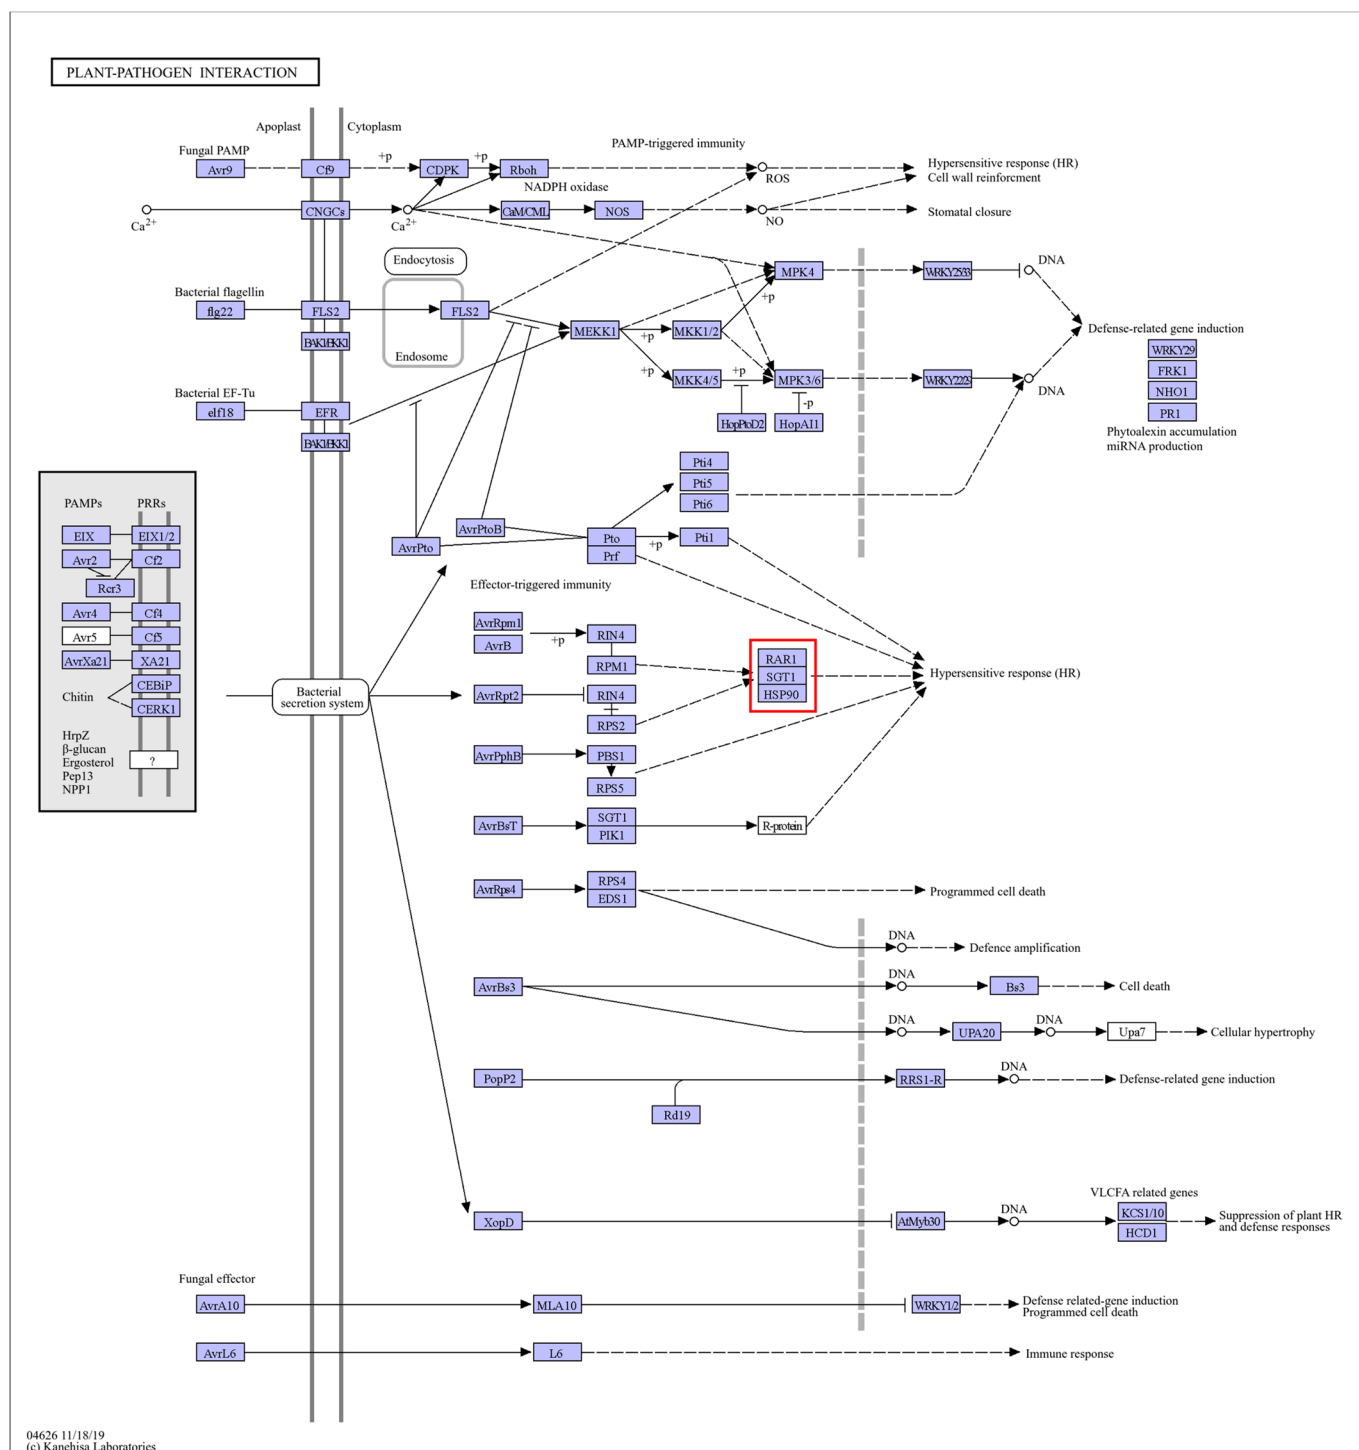 PLANT-PATHOGEN INTERACTION
Apoplast
Cytoplasm
Fungal PAMP
PAMP-triggered immunity
Avr9
Cf9
+p
CDPK
+p
Rboh
ROS
Hypersensitive response (HR)
Cell wall reinforcment
NADPH oxidase
Ca2+
CNGCs
Ca2+
CaM/CML
NOS
NO
Stomatal closure
Endocytosis
MPK4
WRKY25/33
DNA
Bacterial flagellin
flg22
FLS2
FLS2
BAK1/BKK1
Endosome
MEKK1
+p
MKK1/2
+p
Defense-related gene induction
WRKY29
FRK1
NHO1
PR1
Phytoalexin accumulation
miRNA production
+p
MKK4/5
+p
MPK3/6
WRKY22/29
DNA
-p
HopPtoD2
HopAI1
Bacterial EF-Tu
elf18
EFR
BAK1/BKK1
PAMPs
PRRs
EIX
EIX1/2
Avr2
Cf2
Rcr3
Avr4
Cf4
Avr5
Cf5
AvrXa21
XA21
Chitin
CEBiP
CERK1
HrpZ
β-glucan
Ergosterol
Pep13
NPP1
?
Pti4
Pti5
Pti6
AvrPtoB
AvrPto
Pto
Prf
+p
Pti1
Effector-triggered immunity
AvrRpm1
AvrB
+p
RIN4
RPM1
RAR1
SGT1
HSP90
Hypersensitive response (HR)
Bacterial
secretion system
AvrRpt2
RIN4
RPS2
AvrPphB
PBS1
RPS5
AvrBsT
SGT1
PIK1
R-protein
AvrRps4
RPS4
EDS1
Programmed cell death
DNA
Defence amplification
AvrBs3
DNA
Bs3
Cell death
DNA
UPA20
DNA
Upa7
Cellular hypertrophy
PopP2
Rd19
RRS1-R
DNA
Defense-related gene induction
VLCFA related genes
XopD
AtMyb30
DNA
KCS1/10
HCD1
Suppression of plant HR
and defense responses
Fungal effector
AvrA10
MLA10
WRKY1/2
Defense related-gene induction
Programmed cell death
AvrL6
L6
Immune response
04626 11/18/19
(c) Kanehisa Laboratories